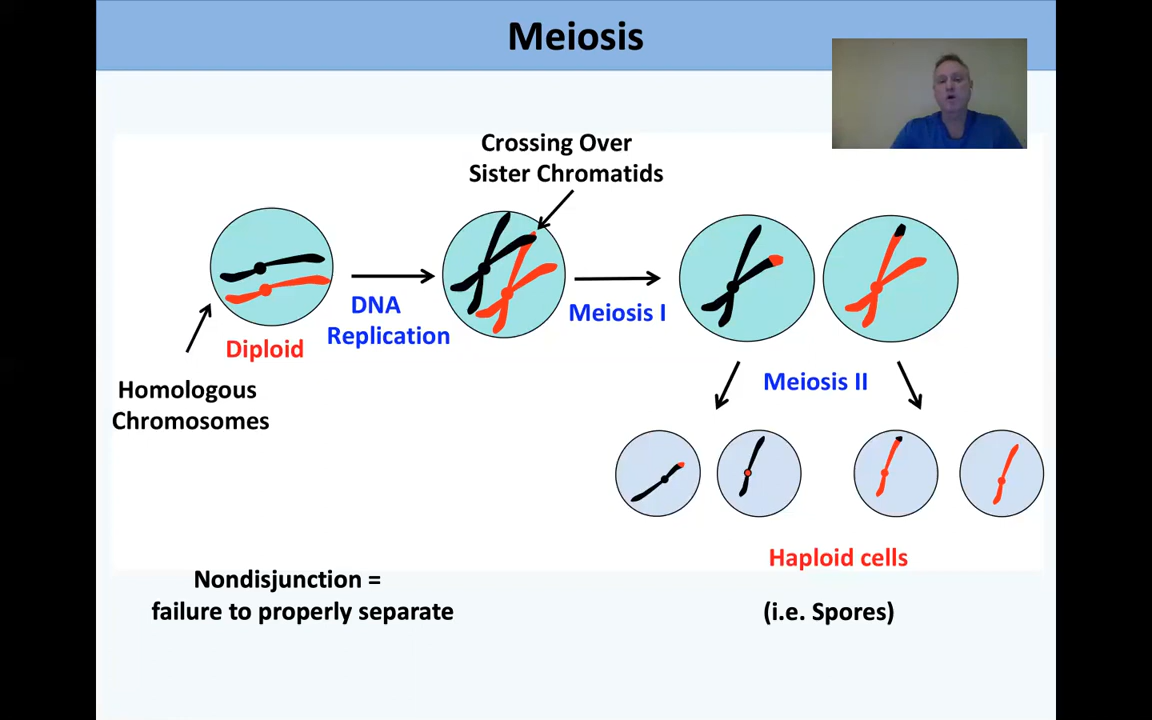 Meiosis
Crossing Over
Sister Chromatids
DNA
Replication
Meiosis I
Diploid
Homologous
Chromosomes
Meiosis II
Haploid cells
Nondisjunction =
failure to properly separate
(i.e. Spores)